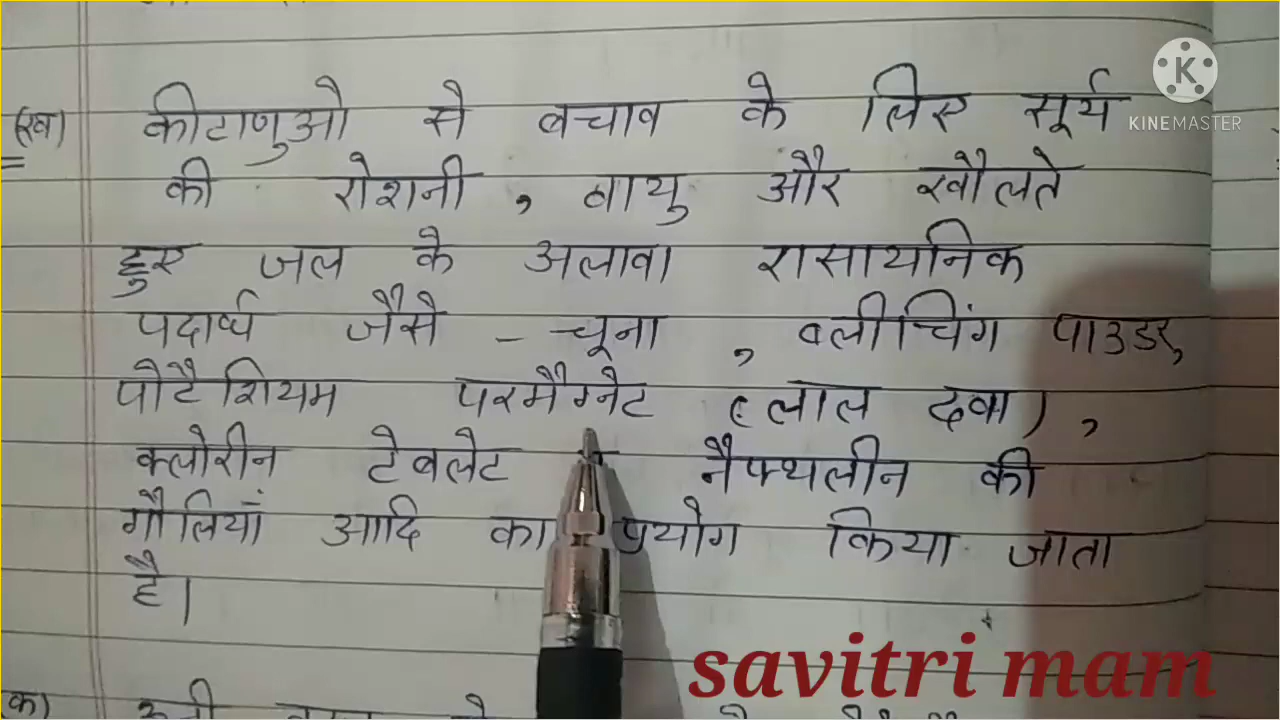 (ख) कीटाणुओ से बचाव के लिए सूर्य
की रोशनी , वायु और खौलते
हुए जल के अलावा रासायनिक
पदार्थ जैसे - चूना , ब्लीचिंग पाउडर,
पोटैशियम परमैग्नेट (लाल दवा) ,
क्लोरीन टेबलेट नैफ्थलीन की
गौलियां आदि का प्रयोग किया जाता
है।
(क)
KINEMASTER
savitri mam